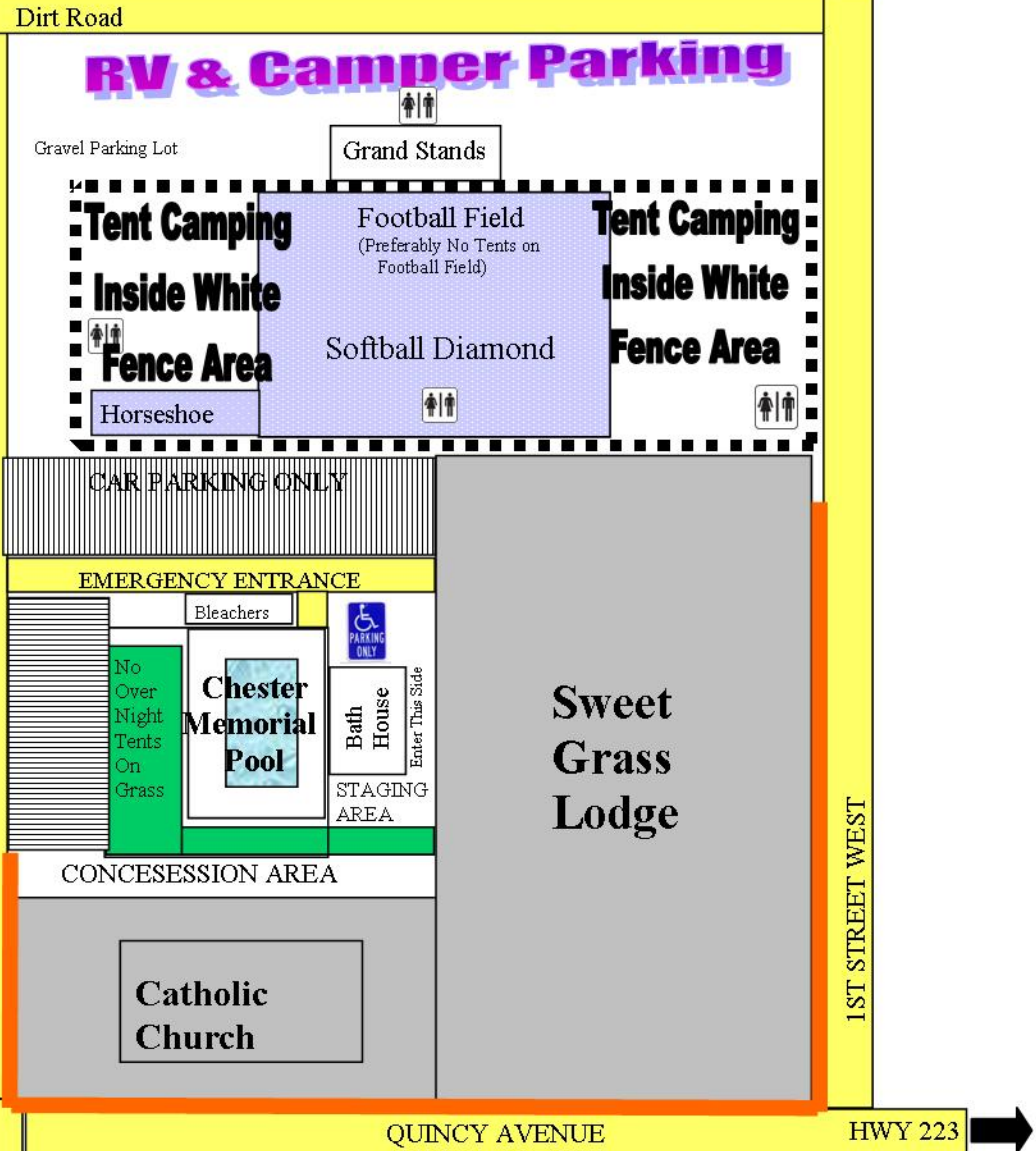 Dirt Road
RV & Camper Parking
Gravel Parking Lot
Grand Stands
Tent Camping
Inside White
Fence Area
Football Field
(Preferably No Tents on
Football Field)
Softball Diamond
Tent Camping
Inside White
Fence Area
Horseshoe
CAR PARKING ONLY
EMERGENCY ENTRANCE
Bleachers
PARKING
ONLY
No
Over
Night
Tents
On
Grass
Chester
Memorial
Pool
Bath
House
Enter This Side
STAGING
AREA
Sweet
Grass
Lodge
CONCESESSION AREA
Catholic
Church
1ST STREET WEST
QUINCY AVENUE
HWY 223